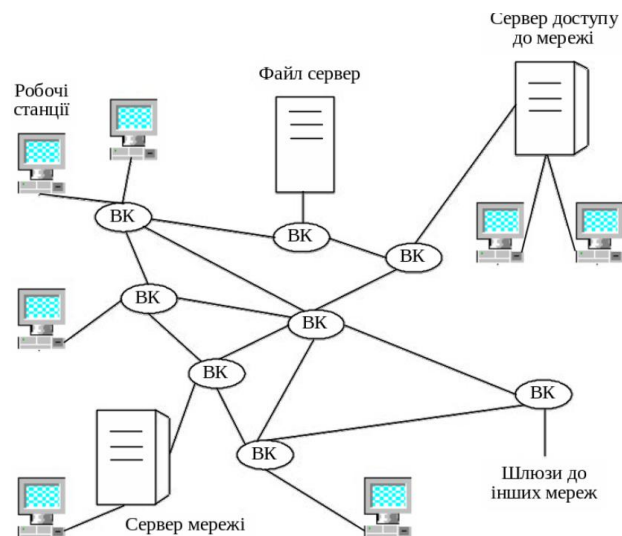 Сервер доступу
до мережі
Файл сервер
Робочі
станції
ВК
ВК
ВК
ВК
ВК
ВК
ВК
ВК
Шлюзи до
інших мереж
Сервер мережі